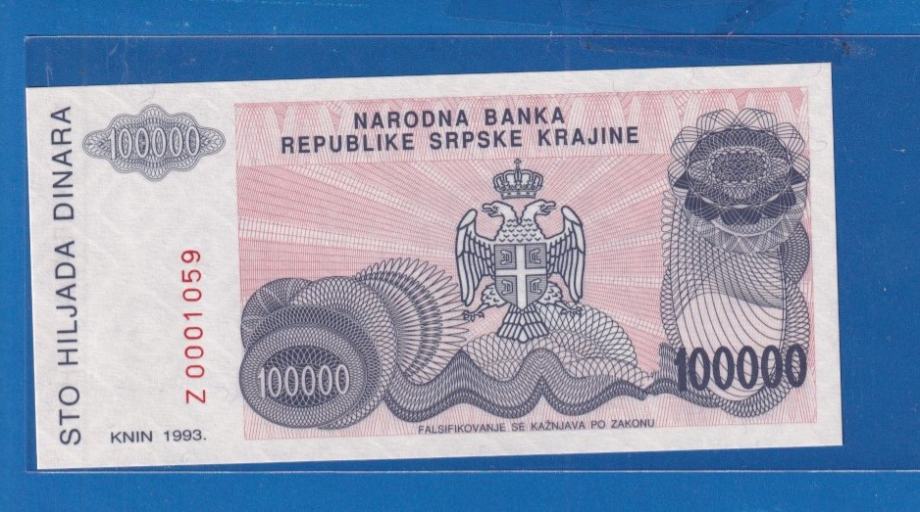 STO HILJADA DINARA
100000
Z 0001059
KNIN 1993.
NARODNA BANKA
REPUBLIKE SRPSKE KRAJINE
100000
100000
FALSIFIKOVANJE SE KAŽNJAVA PO ZAKONU